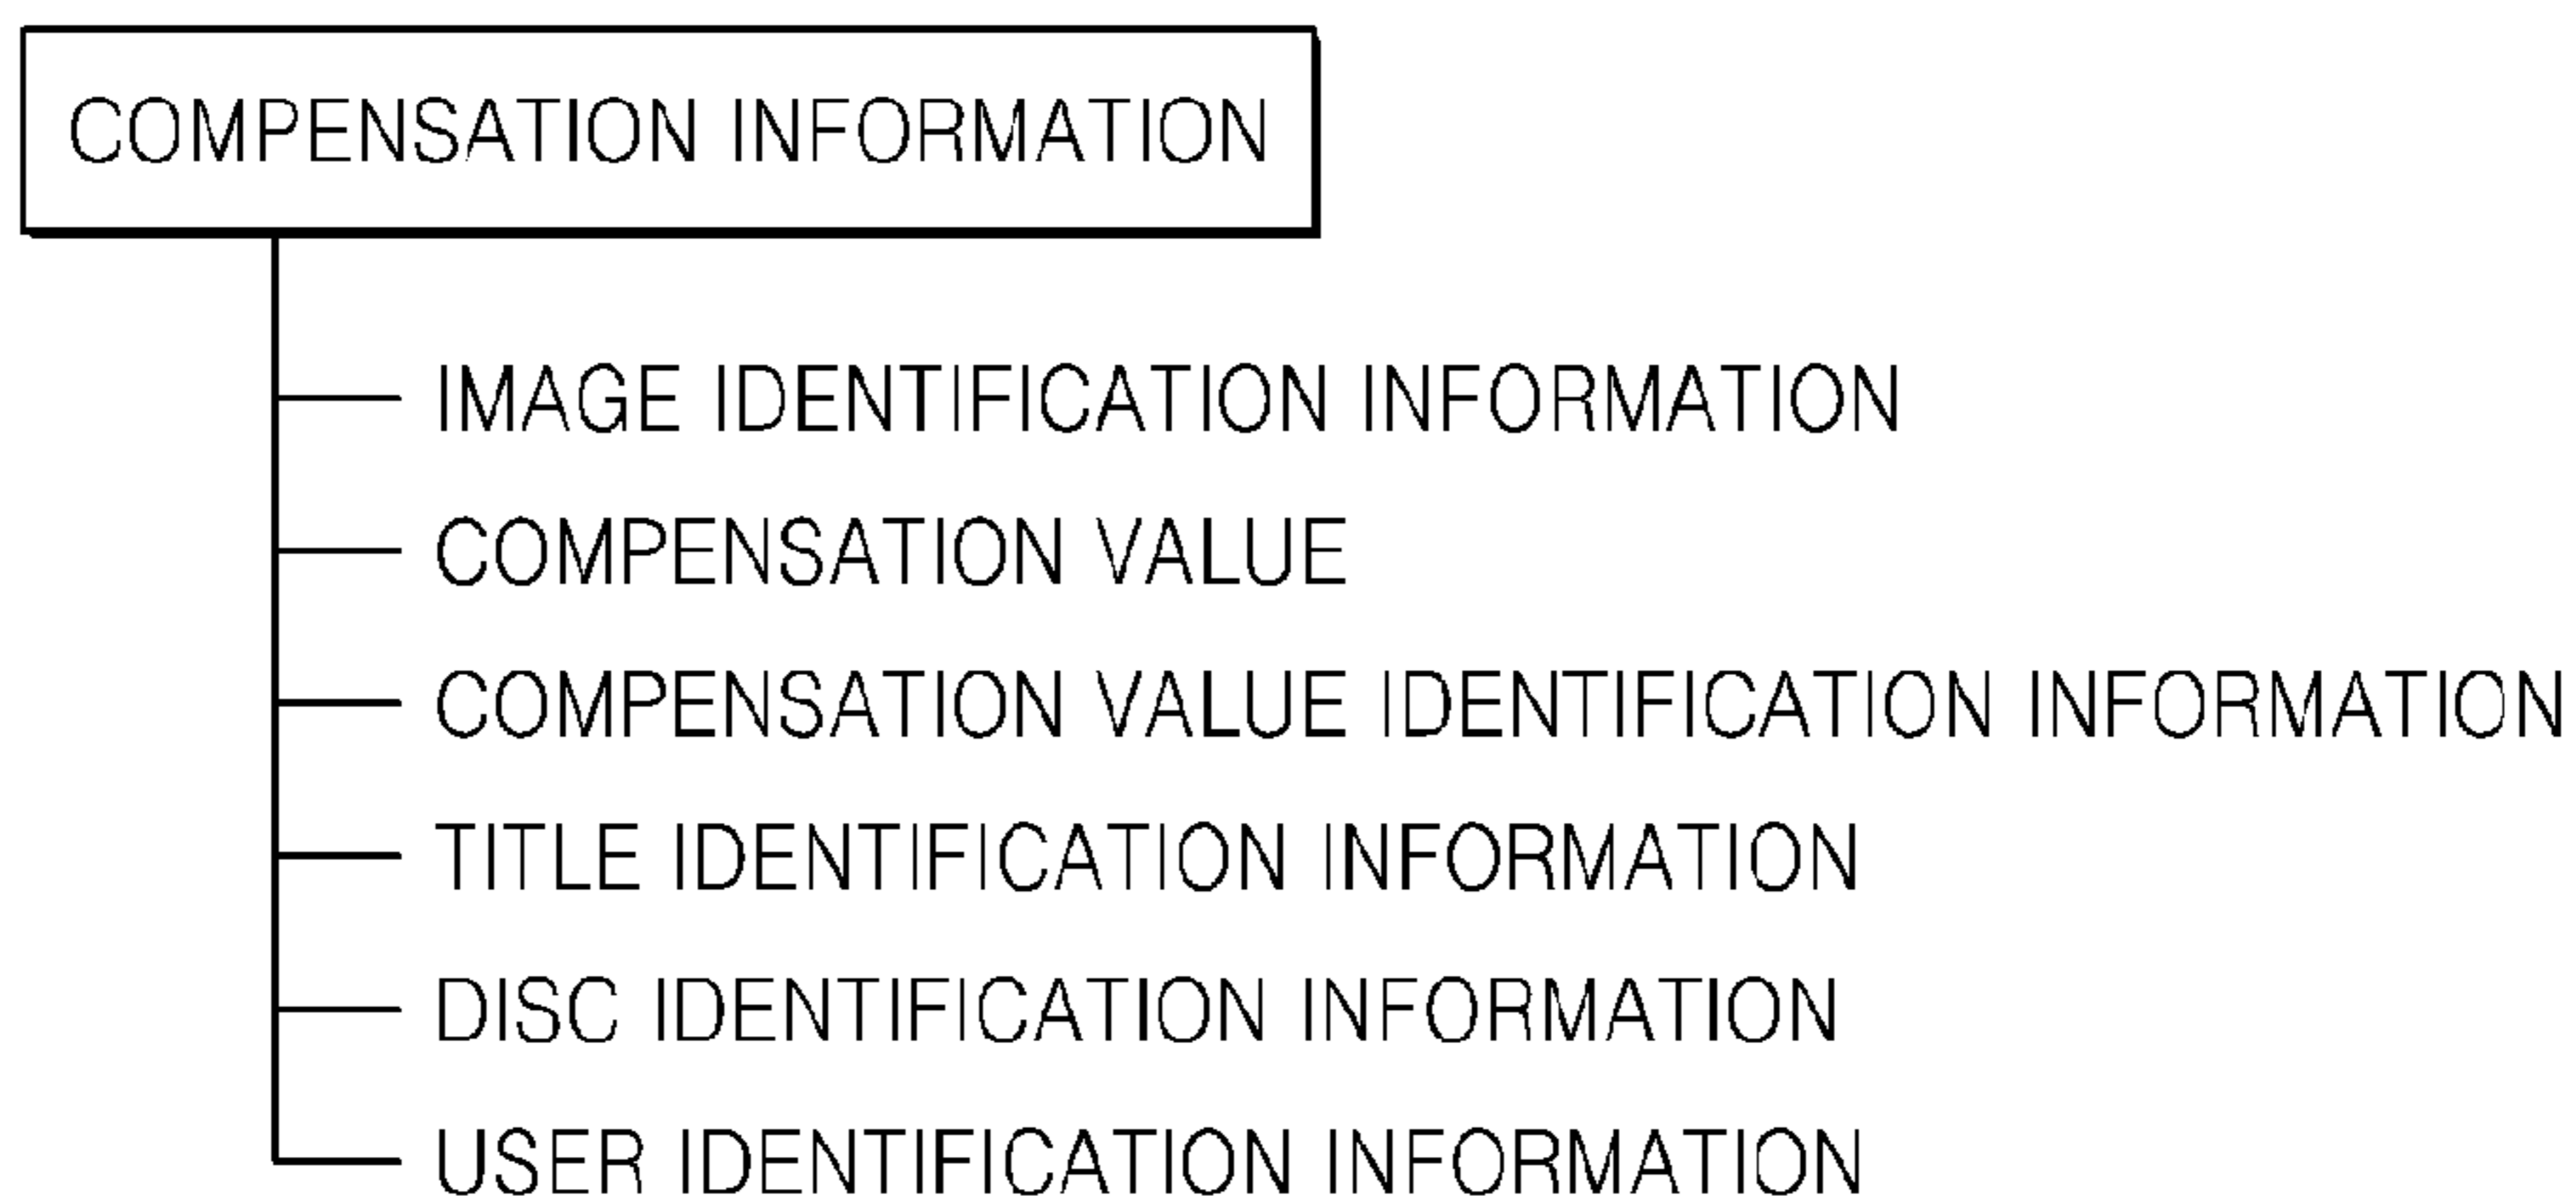 COMPENSATION INFORMATION
IMAGE IDENTIFICATION INFORMATION
COMPENSATION VALUE
COMPENSATION VALUE IDENTIFICATION INFORMATION
TITLE IDENTIFICATION INFORMATION
DISC IDENTIFICATION INFORMATION
USER IDENTIFICATION INFORMATION